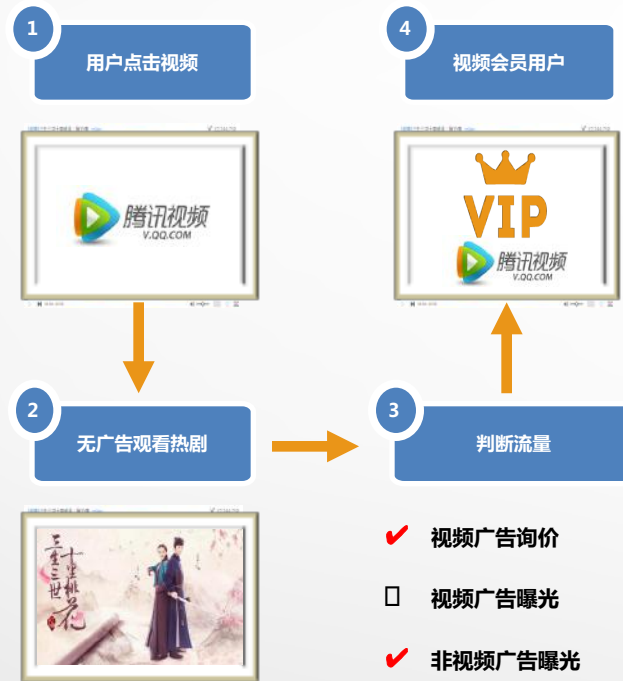 1
用户点击视频
腾讯视频
V.QQ.COM
2
无广告观看热剧
三生三世
十里桃花
3
判断流量
✔ 视频广告询价
□ 视频广告曝光
✔ 非视频广告曝光
4
视频会员用户
VIP
腾讯视频
V.QQ.COM